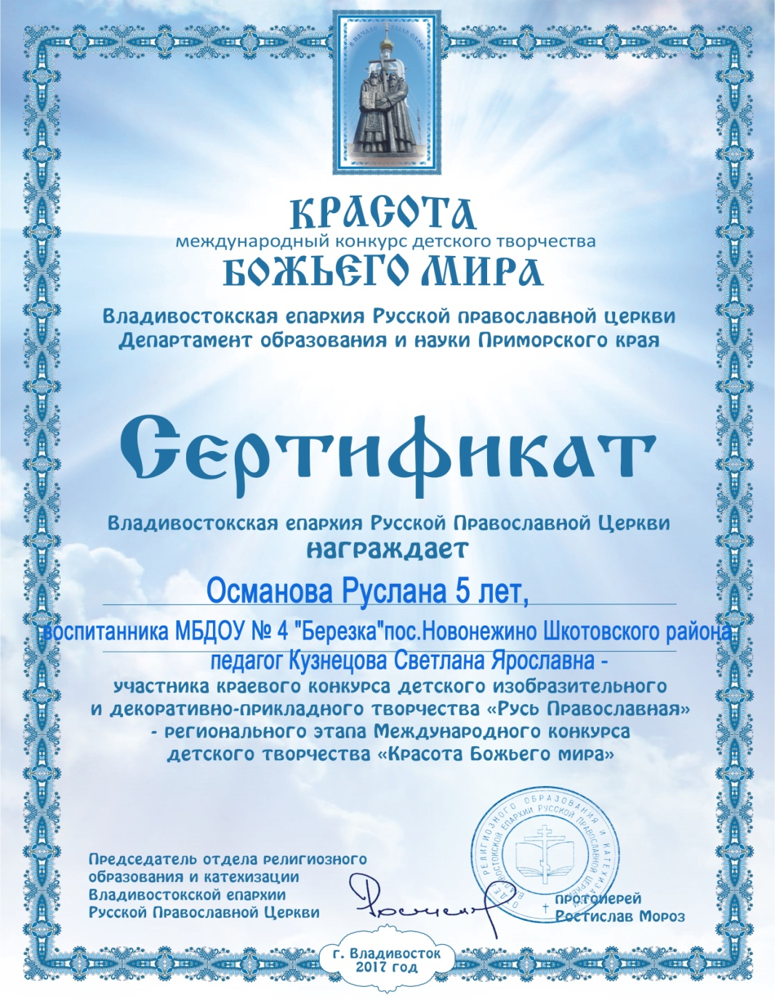 В НАЧАЛЕ БЫЛО СЛОВО
КРАСОТА
международный конкурс детского творчества
БОЖЬЕГО МИРА
Владивостокская епархия Русской православной церкви
Департамент образования и науки Приморского края
Сертификат
Владивостокская епархия Русской Православной Церкви
награждает
Османова Руслана 5 лет,
воспитанника МБДОУ № 4 "Березка"пос.Новонежино Шкотовского района
педагог Кузнецова Светлана Ярославна -
участника краевого конкурса детского изобразительного
и декоративно-прикладного творчества «Русь Православная»
- регионального этапа Международного конкурса
детского творчества «Красота Божьего мира»
ОТДЕЛ РЕЛИГИОЗНОГО ОБРАЗОВАНИЯ И КАТЕХИЗАЦИИ
ВЛАДИВОСТОКСКОЙ ЕПАРХИИ РУССКОЙ ПРАВОСЛАВНОЙ ЦЕРКВИ
Председатель отдела религиозного
образования и катехизации
Владивостокской епархии
Русской Православной Церкви
протоиерей
Ростислав Мороз
г. Владивосток
2017 год